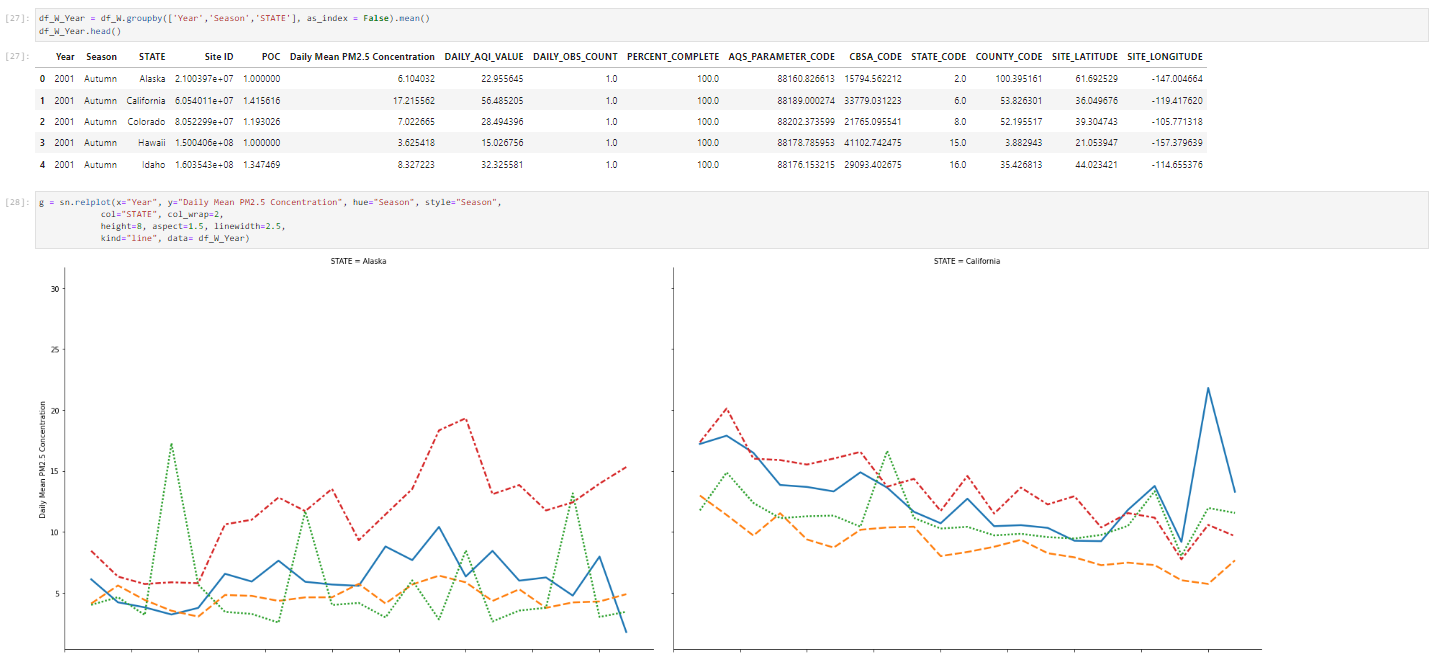 [27]: df_W_Year = df_W.groupby(['Year','Season','STATE'], as_index = False).mean()
df_W_Year.head()
[27]: Year Season STATE Site ID POC Daily Mean PM2.5 Concentration DAILY_AQI_VALUE DAILY_OBS_COUNT PERCENT_COMPLETE AQS_PARAMETER_CODE CBSA_CODE STATE_CODE COUNTY_CODE SITE_LATITUDE SITE_LONGITUDE
0 2001 Autumn Alaska 2.100397e+07 1.000000 6.104032 22.955645 1.0 100.0 88160.826613 15794.562212 2.0 100.395161 61.692529 -147.004664
1 2001 Autumn California 6.054011e+07 1.415616 17.215562 56.485205 1.0 100.0 88189.000274 33779.031223 6.0 53.826301 36.049676 -119.417620
2 2001 Autumn Colorado 8.052299e+07 1.193026 7.022665 28.494396 1.0 100.0 88202.373599 21765.095541 8.0 52.195517 39.304743 -105.771318
3 2001 Autumn Hawaii 1.500406e+08 1.000000 3.625418 15.026756 1.0 100.0 88178.785953 41102.742475 15.0 3.882943 21.053947 -157.379639
4 2001 Autumn Idaho 1.603543e+08 1.347469 8.327223 32.325581 1.0 100.0 88176.153215 29093.402675 16.0 35.426813 44.023421 -114.655376
[28]: g = sn.relplot(x="Year", y="Daily Mean PM2.5 Concentration", hue="Season", style="Season",
col="STATE", col_wrap=2,
height=8, aspect=1.5, linewidth=2.5,
kind="line", data= df_W_Year)
STATE = Alaska
STATE = California
30
25
20
15
10
5
Daily Mean PM2.5 Concentration